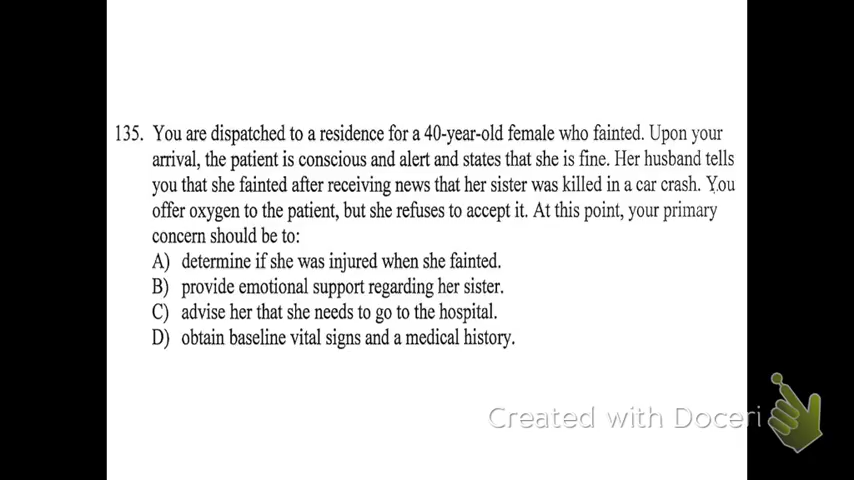 135. You are dispatched to a residence for a 40-year-old female who fainted. Upon your
arrival, the patient is conscious and alert and states that she is fine. Her husband tells
you that she fainted after receiving news that her sister was killed in a car crash. You
offer oxygen to the patient, but she refuses to accept it. At this point, your primary
concern should be to:
A) determine if she was injured when she fainted.
B) provide emotional support regarding her sister.
C) advise her that she needs to go to the hospital.
D) obtain baseline vital signs and a medical history.
Created with Doceri